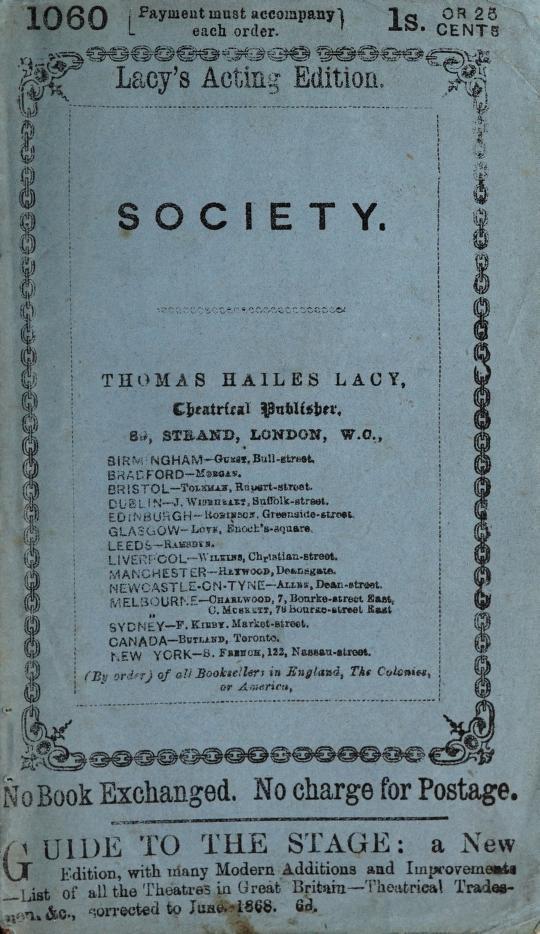 1060 [Payment must accompany each order.] 1s. OR 25 CENTS
Lacy's Acting Edition.
SOCIETY.
THOMAS HAILES LACY,
Theatrical Publisher,
89, STRAND, LONDON, W.C.,
BIRMINGHAM—GUEST, Bull-street.
BRADFORD—MORGAN.
BRISTOL—TOLEMAN, Rupert-street.
DUBLIN—J. WISEHEART, Suffolk-street.
EDINBURGH—ROBINSON, Greenside-street.
GLASGOW—LOVE, Enoch's-square.
LEEDS—RAMSDEN.
LIVERPOOL—WILKINS, Christian-street.
MANCHESTER—HEYWOOD, Deansgate.
NEWCASTLE-ON-TYNE—ALLEN, Dean-street.
MELBOURNE—CHARLWOOD, 7, Bourke-street East,
C. MUSKETT, 78 Bourke-street East
SYDNEY—F. KIRBY. Market-street.
CANADA—BUTLAND, Toronto.
NEW YORK—S. FRENCH, 122, Nassau-street.
(By order) of all Booksellers in England, The Colonies,
or America,
No Book Exchanged. No charge for Postage.
GUIDE TO THE STAGE: a New
Edition, with many Modern Additions and Improvements
—List of all the Theatres in Great Britain—Theatrical Trades-
men, &c., corrected to June, 1868. 6d.